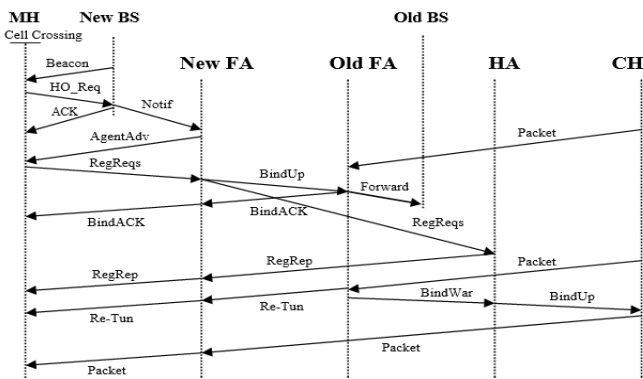 MH New BS Old BS
Cell Crossing
Beacon
New FA Old FA HA CH
HO_Req
Notif
ACK
Packet
AgentAdv
RegReqs
BindUp
Forward
BindACK
BindACK
RegReqs
RegRep
RegRep
Packet
BindWar
BindUp
Re-Tun
Re-Tun
Packet
Packet